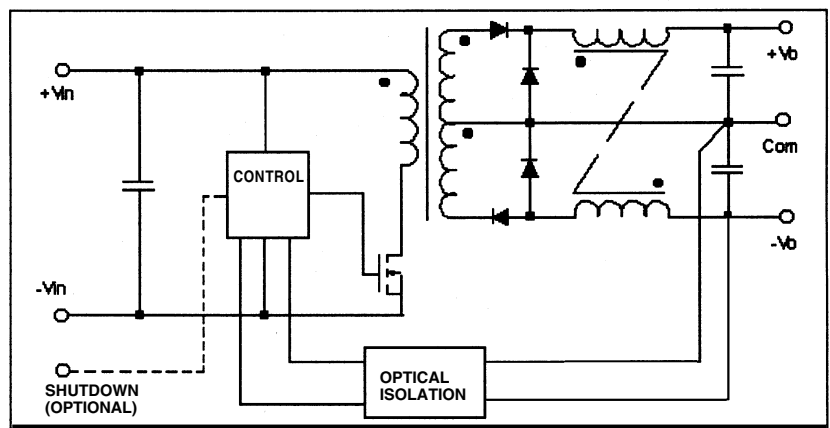 +Vo
+Vin
Com
CONTROL
-Vo
-Vin
OPTICAL
ISOLATION
SHUTDOWN
(OPTIONAL)